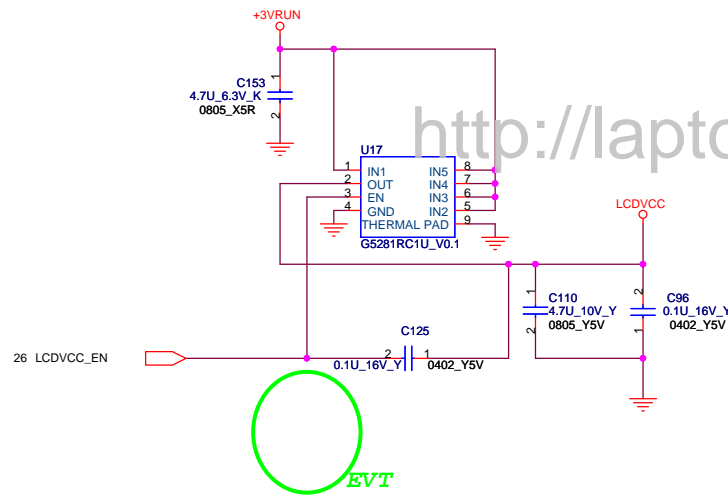 +3VRUN
1
C153
4.7U_6.3V_K
0805_X5R
2
http://lapto
U17
1 IN1 IN5 8
2 OUT IN4 7
3 EN IN3 6
4 GND IN2 5
THERMAL PAD 9
G5281RC1U_V0.1
LCDVCC
1
C110
4.7U_10V_Y
0805_Y5V
2
2
C96
0.1U_16V_Y
0402_Y5V
1
C125
2 1
0.1U_16V_Y 0402_Y5V
26 LCDVCC_EN
EVT